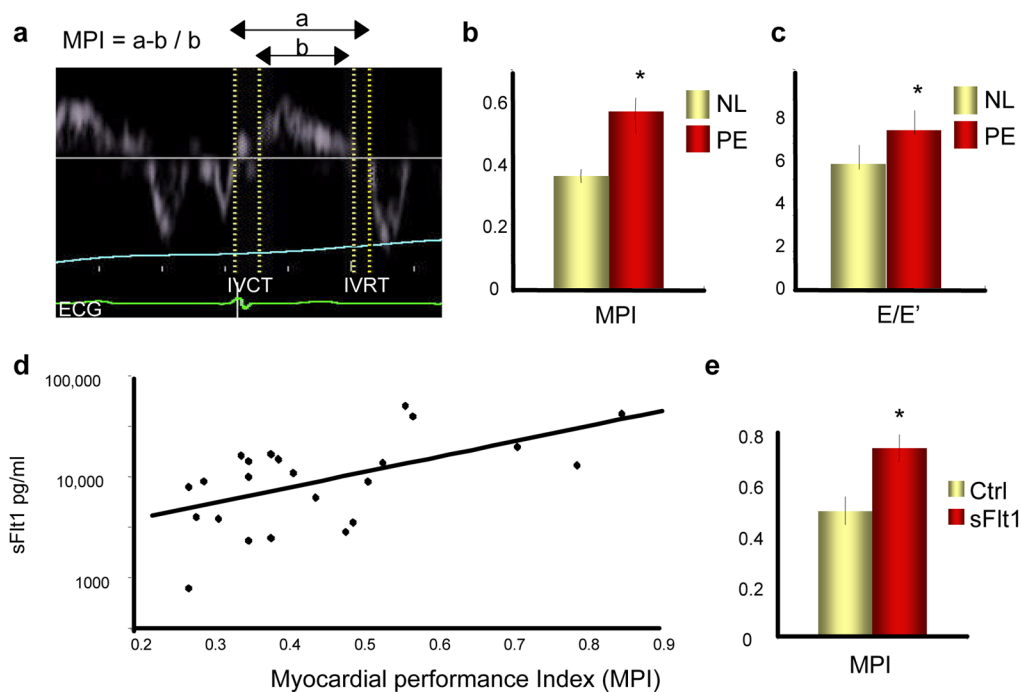 a
MPI = a-b / b
a
b
IVCT
IVRT
ECG
b
0.6
0.4
0.2
0
*
NL
PE
MPI
c
8
6
4
2
0
*
NL
PE
E/E’
d
100,000
10,000
1000
sFlt1 pg/ml
0.2 0.3 0.4 0.5 0.6 0.7 0.8 0.9
Myocardial performance Index (MPI)
e
0.8
0.6
0.4
0.2
0
*
Ctrl
sFlt1
MPI